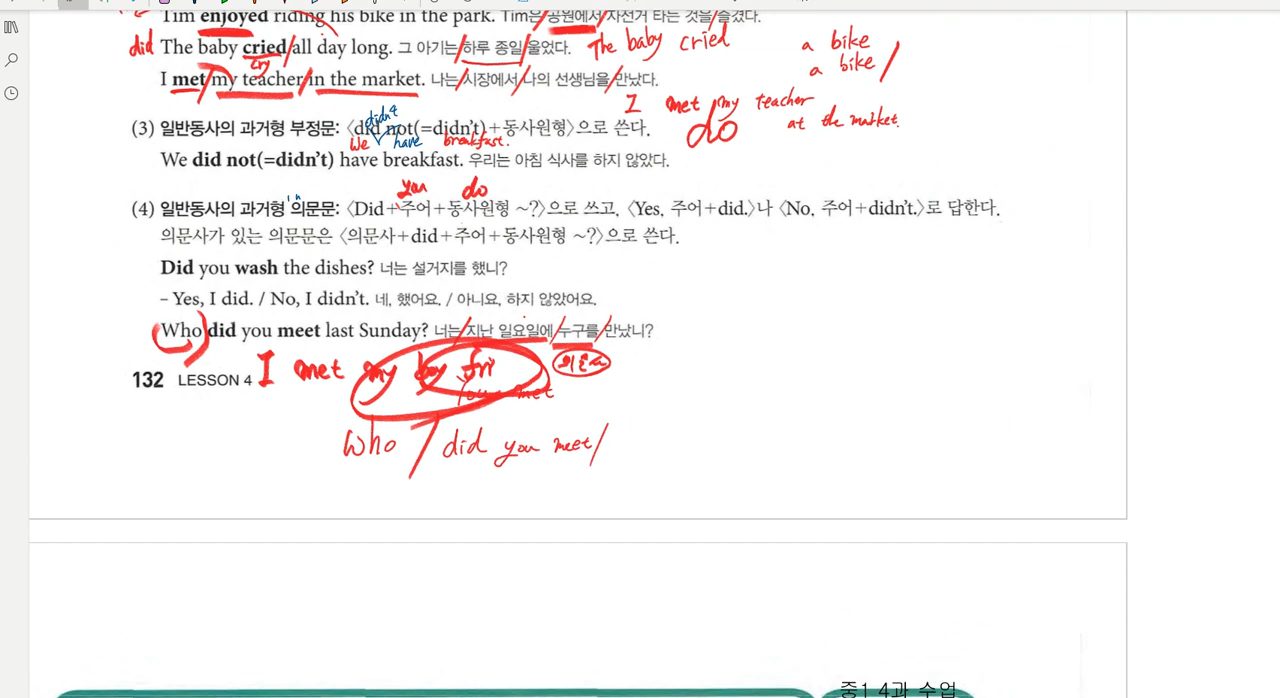 Tim enjoyed riding his bike in the park. Tim은/공원에서/자전거 타는 것을/즐겼다.
did The baby cried/all day long. 그 아기는/하루 종일/울었다. The baby cried a bike
cry a bike/
I met/my teacher/in the market. 나는/시장에서/나의 선생님을/만났다.
I met my teacher
do at the market.
didn't
(3) 일반동사의 과거형 부정문: 〈did not(=didn't)+동사원형〉으로 쓴다.
We have breakfast.
We did not(=didn't) have breakfast. 우리는 아침 식사를 하지 않았다.
you do
(4) 일반동사의 과거형 의문문: 〈Did+주어+동사원형 ~?〉으로 쓰고, 〈Yes, 주어+did.〉나 〈No, 주어+didn't.〉로 답한다.
의문사가 있는 의문문은 〈의문사+did+주어+동사원형 ~?〉으로 쓴다.
Did you wash the dishes? 너는 설거지를 했니?
– Yes, I did. / No, I didn't. 네, 했어요. / 아니요, 하지 않았어요.
Who did you meet last Sunday? 너는/지난 일요일에/누구를/만났니?
I met my boy fri 의문사
132 LESSON 4
You met
Who / did you meet/
중1 4과 수업